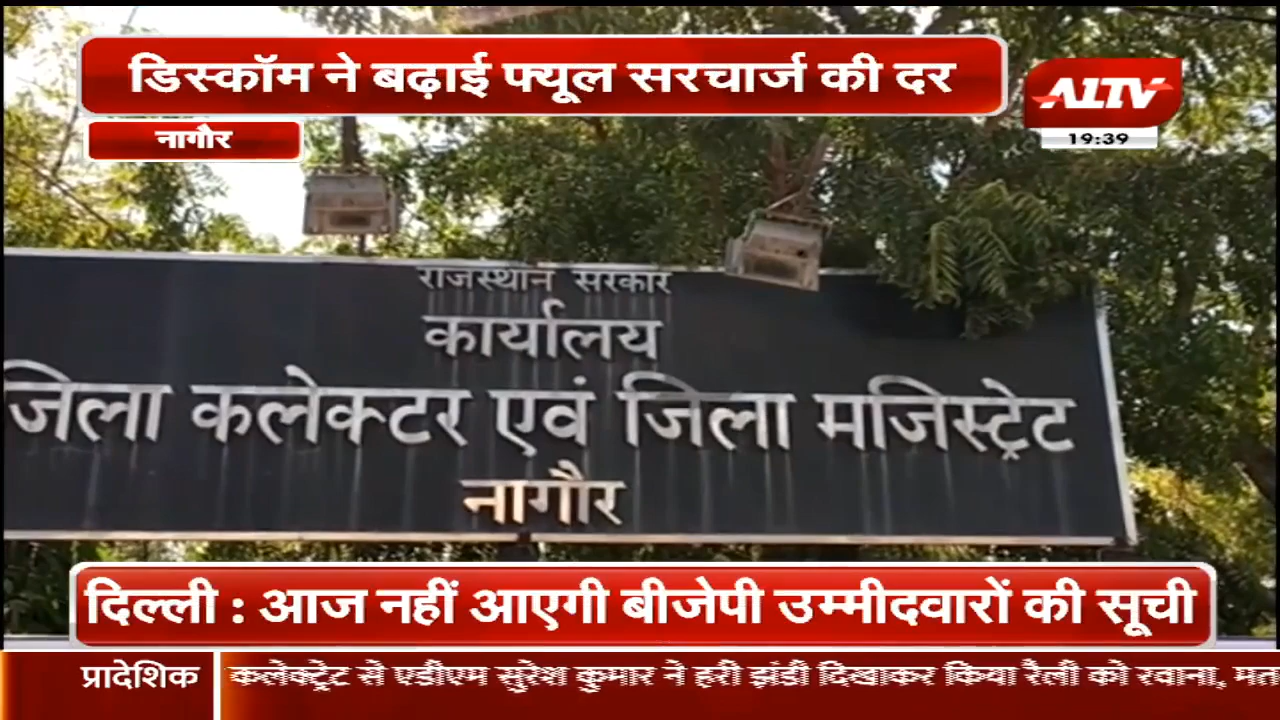 डिस्कॉम ने बढ़ाई फ्यूल सरचार्ज की दर
ALTV
नागौर
19:39
राजस्थान सरकार
कार्यालय
जिला कलेक्टर एवं जिला मजिस्ट्रेट
नागौर
दिल्ली : आज नहीं आएगी बीजेपी उम्मीदवारों की सूची
प्रादेशिक
कलेक्ट्रेट से एडीएम सुरेश कुमार ने हरी झंडी दिखाकर किया रैली को रवाना, मत